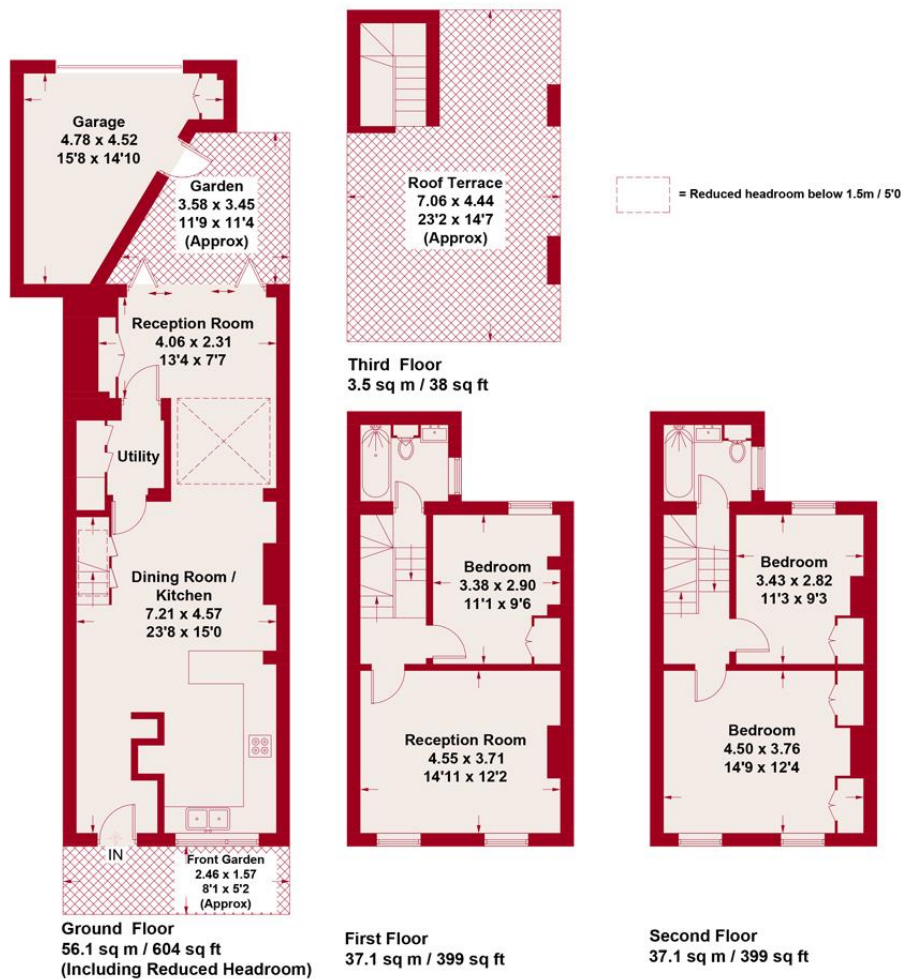 Garage
4.78 x 4.52
15'8 x 14'10
Garden
3.58 x 3.45
11'9 x 11'4
(Approx)
Reception Room
4.06 x 2.31
13'4 x 7'7
Utility
Dining Room /
Kitchen
7.21 x 4.57
23'8 x 15'0
IN
Front Garden
2.46 x 1.57
8'1 x 5'2
(Approx)
Ground Floor
56.1 sq m / 604 sq ft
(Including Reduced Headroom)
Roof Terrace
7.06 x 4.44
23'2 x 14'7
(Approx)
Third Floor
3.5 sq m / 38 sq ft
= Reduced headroom below 1.5m / 5'0
Bedroom
3.38 x 2.90
11'1 x 9'6
Reception Room
4.55 x 3.71
14'11 x 12'2
First Floor
37.1 sq m / 399 sq ft
Bedroom
3.43 x 2.82
11'3 x 9'3
Bedroom
4.50 x 3.76
14'9 x 12'4
Second Floor
37.1 sq m / 399 sq ft